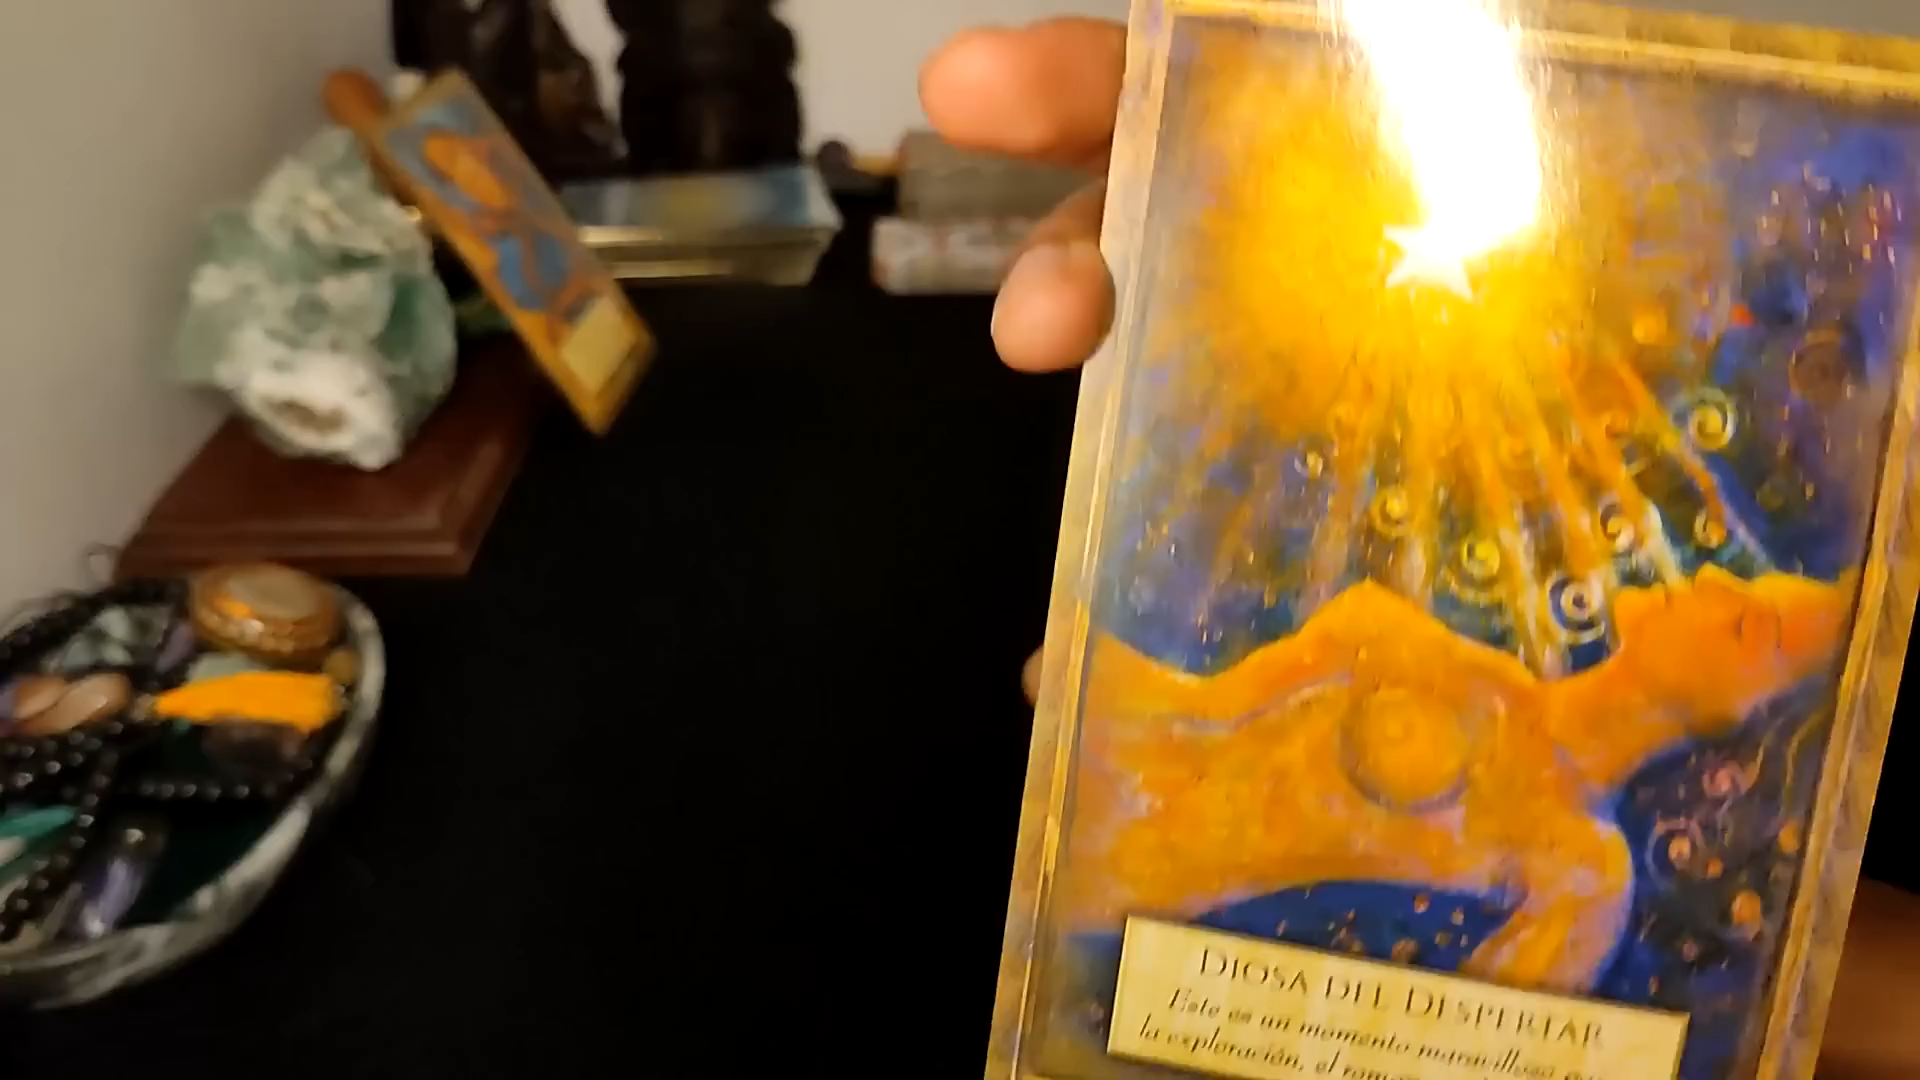 DIOSA DEL DESPERTAR
Este es un momento maravilloso
la exploración, el